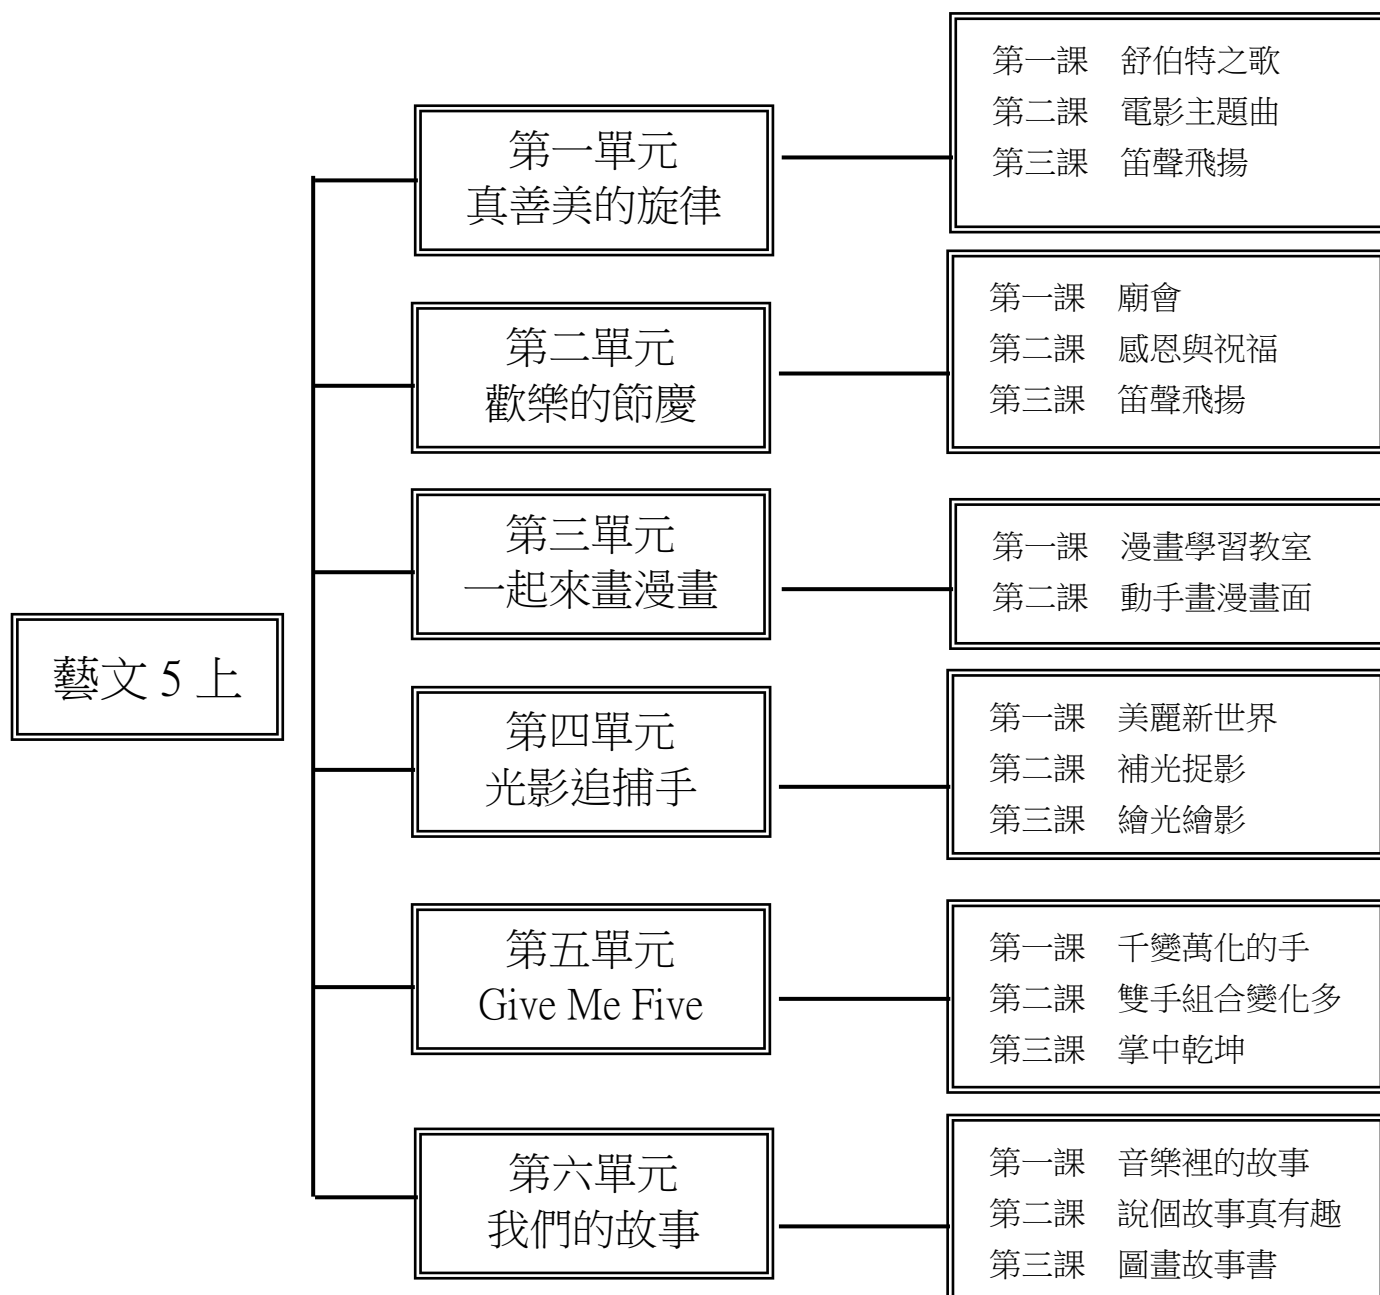 藝文 5 上
第一單元
真善美的旋律
第一課　舒伯特之歌
第二課　電影主題曲
第三課　笛聲飛揚
第二單元
歡樂的節慶
第一課　廟會
第二課　感恩與祝福
第三課　笛聲飛揚
第三單元
一起來畫漫畫
第一課　漫畫學習教室
第二課　動手畫漫畫面
第四單元
光影追捕手
第一課　美麗新世界
第二課　補光捉影
第三課　繪光繪影
第五單元
Give Me Five
第一課　千變萬化的手
第二課　雙手組合變化多
第三課　掌中乾坤
第六單元
我們的故事
第一課　音樂裡的故事
第二課　說個故事真有趣
第三課　圖畫故事書